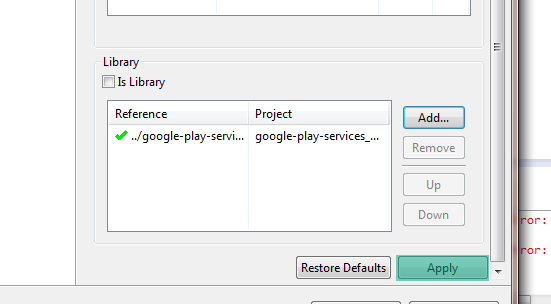 Library
Is Library
Reference Project
../google-play-servi... google-play-services_...
Add...
Remove
Up
Down
ror:
ror:
Restore Defaults Apply